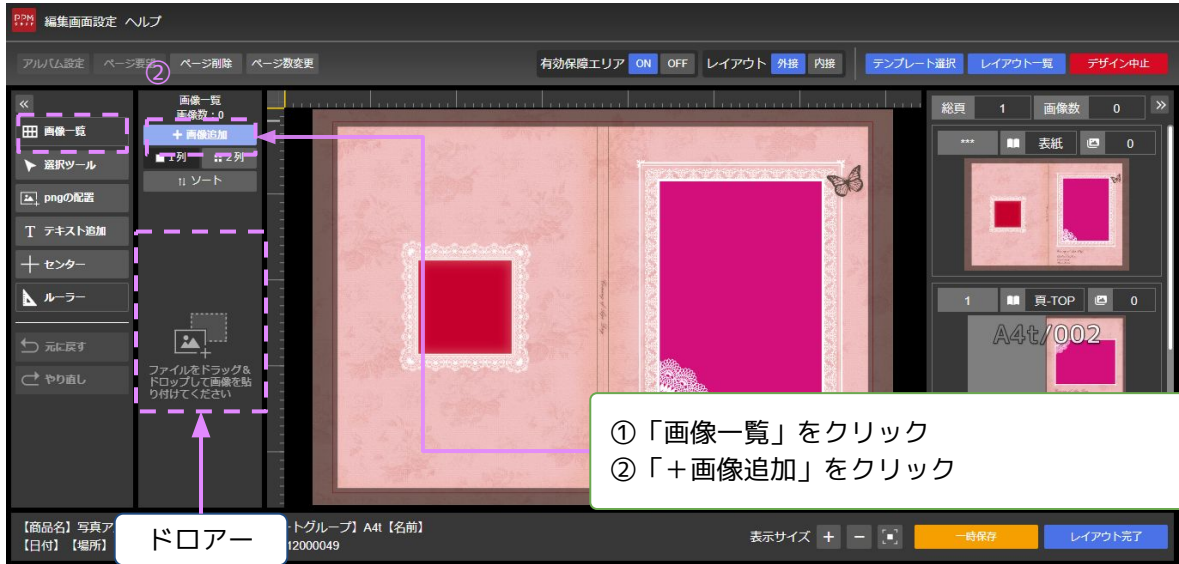 PPM 編集画面設定 ヘルプ
アルバム設定 ページ要 ② ページ削除 ページ数変更 有効保障エリア ON OFF レイアウト 外接 内接 テンプレート選択 レイアウト一覧 デザイン中止
画像一覧
画像数:0
+ 画像追加
1列 2列
↑↓ ソート
ファイルをドラッグ&
ドロップして画像を貼
り付けてください
«
画像一覧
選択ツール
pngの配置
T テキスト追加
センター
ルーラー
元に戻す
やり直し
総頁 1 画像数 0 »
*** 表紙 0
1 頁-TOP 0
A4t/002
①「画像一覧」をクリック
②「+画像追加」をクリック
ドロアー
【商品名】写真ア トグループ】A4t【名前】
【日付】【場所】 12000049
表示サイズ + − 一時保存 レイアウト完了